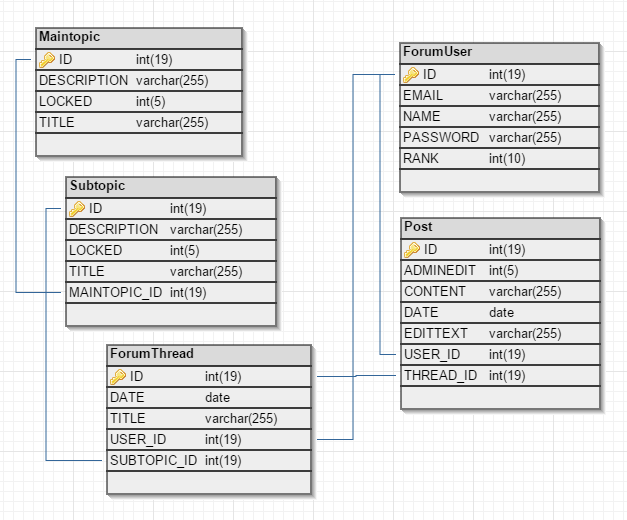 Maintopic
ID int(19)
DESCRIPTION varchar(255)
LOCKED int(5)
TITLE varchar(255)
Subtopic
ID int(19)
DESCRIPTION varchar(255)
LOCKED int(5)
TITLE varchar(255)
MAINTOPIC_ID int(19)
ForumThread
ID int(19)
DATE date
TITLE varchar(255)
USER_ID int(19)
SUBTOPIC_ID int(19)
ForumUser
ID int(19)
EMAIL varchar(255)
NAME varchar(255)
PASSWORD varchar(255)
RANK int(10)
Post
ID int(19)
ADMINEDIT int(5)
CONTENT varchar(255)
DATE date
EDITTEXT varchar(255)
USER_ID int(19)
THREAD_ID int(19)